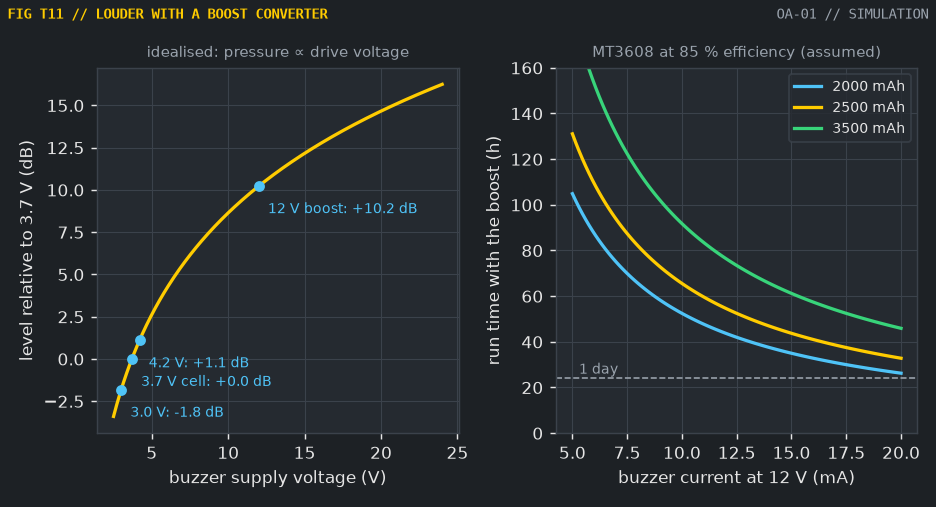 FIG T11 // LOUDER WITH A BOOST CONVERTER
OA-01 // SIMULATION
idealised: pressure ∝ drive voltage
level relative to 3.7 V (dB)
15.0
12.5
10.0
7.5
5.0
2.5
0.0
−2.5
12 V boost: +10.2 dB
4.2 V: +1.1 dB
3.7 V cell: +0.0 dB
3.0 V: -1.8 dB
5
10
15
20
25
buzzer supply voltage (V)
MT3608 at 85 % efficiency (assumed)
run time with the boost (h)
160
140
120
100
80
60
40
20
0
2000 mAh
2500 mAh
3500 mAh
1 day
5.0
7.5
10.0
12.5
15.0
17.5
20.0
buzzer current at 12 V (mA)